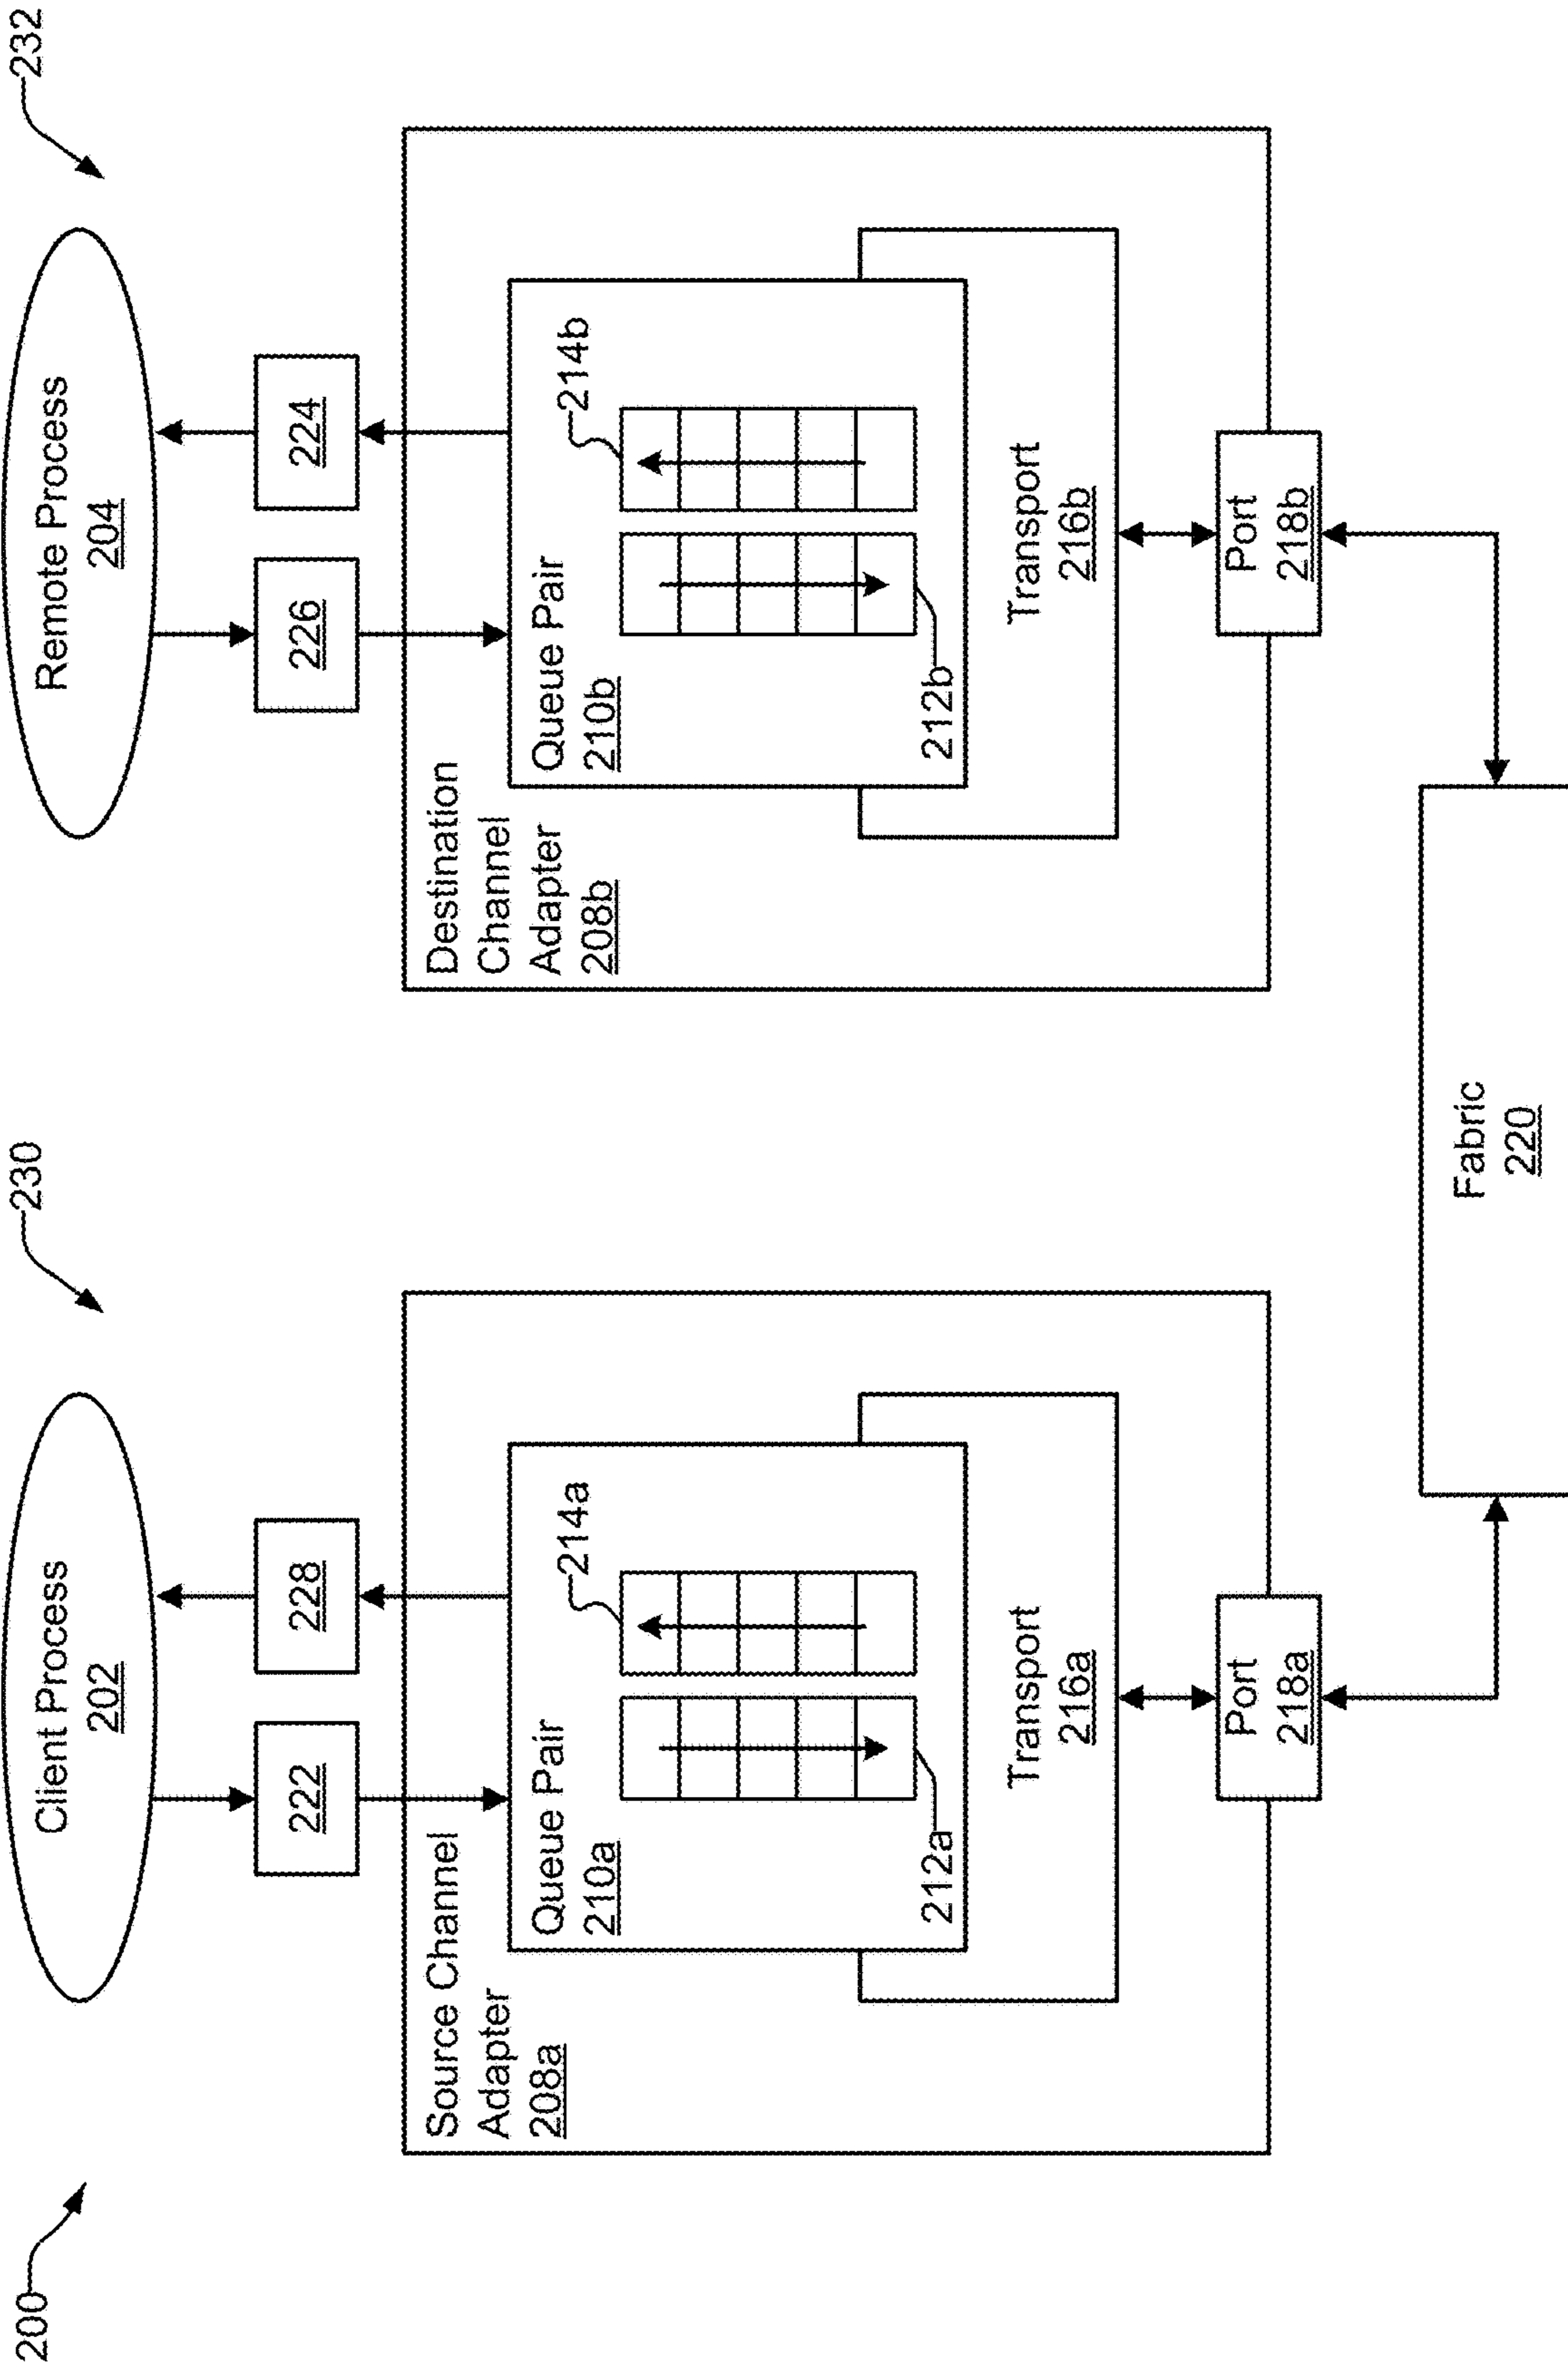 200
230
232
Client Process
202
Remote Process
204
222
228
226
224
Source Channel
Adapter
208a
Queue Pair
210a
214a
212a
Transport
216a
Port
218a
Destination
Channel
Adapter
208b
Queue Pair
210b
214b
212b
Transport
216b
Port
218b
Fabric
220